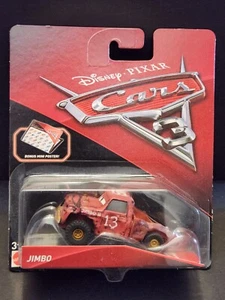 Disney · PIXAR
Cars
3
BONUS MINI POSTER!
13
3+
JIMBO